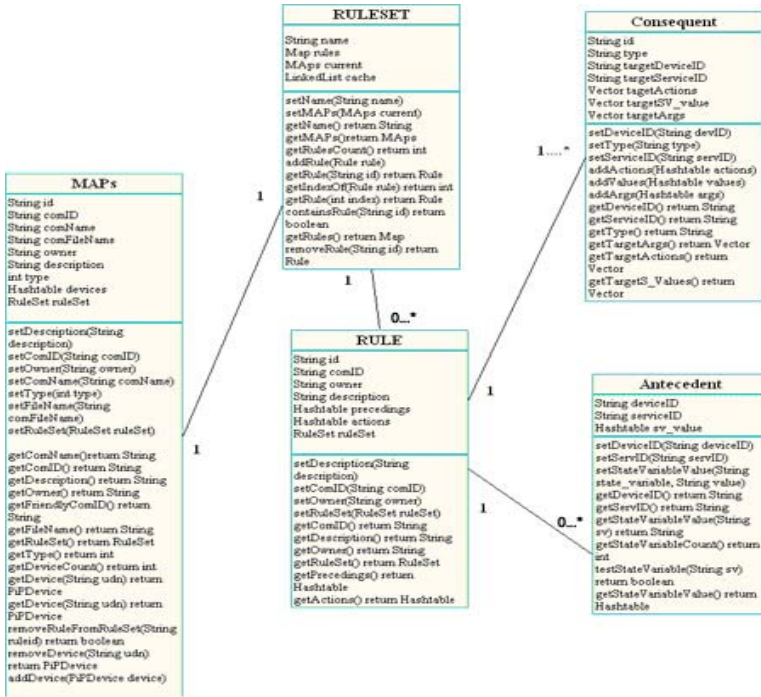 MAPs
String id
String comID
String comName
String comFileName
String owner
String description
int type
Hashtable devices
RuleSet ruleSet
setDescription(String
description)
setComID(String comID)
setOwner(String owner)
setComName(String comName)
setType(int type)
setFileName(String
comFileName)
setRuleSet(RuleSet ruleSet)
getComName()return String
getComID() return String
getDescription() return String
getOwner() return String
getFriendlyComID() return
String
getFileName() return String
getRuleSet() return RuleSet
getType() return int
getDeviceCount() return int
getDevice(String udn) return
PiPDevice
getDevice(String udn) return
PiPDevice
removeRuleFromRuleSet(String
ruleid) return boolean
removeDevice(String udn)
return PiPDevice
addDevice(PiPDevice device)
1
1
RULESET
String name
Map rules
MAps current
LinkedList cache
setName(String name)
setMAPs(MAps current)
getName() return String
getMAPs()return MAps
getRulesCount() return int
addRule(Rule rule)
getRule(String id) return Rule
getIndexOf(Rule rule) return int
getRule(int index) return Rule
containsRule(String id) return
boolean
getRules() return Map
removeRule(String id) return
Rule
1
0...*
RULE
String id
String comID
String owner
String description
Hashtable precedings
Hashtable actions
RuleSet ruleSet
setDescription(String
description)
setComID(String comID)
setOwner(String owner)
setRuleSet(RuleSet ruleSet)
getComID() return String
getDescription() return String
getOwner() return String
getRuleSet() return RuleSet
getPrecedings() return
Hashtable
getActions() return Hashtable
1....*
1
1
0...*
Consequent
String id
String type
String targetDeviceID
String targetServiceID
Vector tagetActions
Vector targetSV_value
Vector targetArgs
setDeviceID(String devID)
setType(String type)
setServiceID(String servID)
addActions(Hashtable actions)
addValues(Hashtable values)
addArgs(Hashtable args)
getDeviceID() return String
getServiceID() return String
getType() return String
getTargetArgs() return Vector
getTargetActions() return
Vector
getTargetS_Values() return
Vector
Antecedent
String deviceID
String serviceID
Hashtable sv_value
setDeviceID(String deviceID)
setServID(String servID)
setStateVariableValue(String
state_variable, String value)
getDeviceID() return String
getServID() return String
getStateVariableValue(String
sv) return String
getStateVariableCount() return
int
testStateVariable(String sv)
return boolean
getStateVariableValue() return
Hashtable